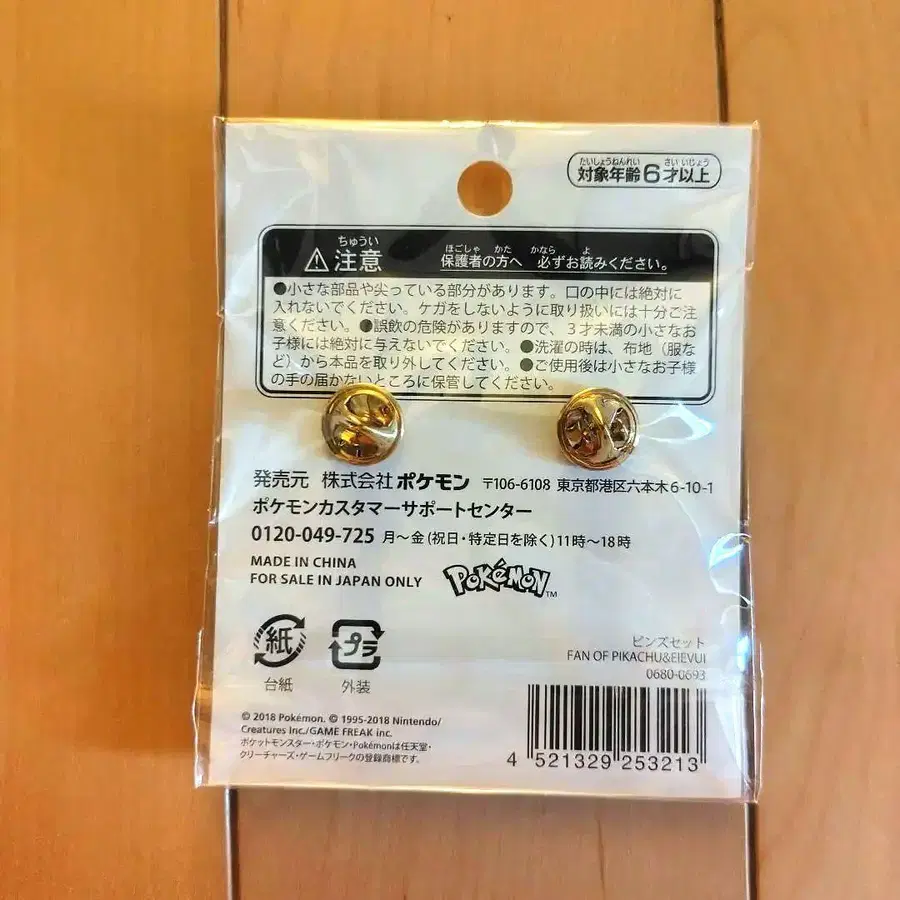 たいしょうねんれい さいいじょう
対象年齢6才以上
ちゅうい
注意
ほごしゃ かた かなら よ
保護者の方へ 必ずお読みください。
●小さな部品や尖っている部分があります。口の中には絶対に
入れないでください。ケガをしないように取り扱いには十分ご注
意ください。●誤飲の危険がありますので、3才未満の小さなお
子様には絶対に与えないでください。●洗濯の時は、布地（服な
ど）から本品を取り外してください。●ご使用後は小さなお子様
の手の届かないところに保管してください。
発売元 株式会社ポケモン 〒106-6108 東京都港区六本木6-10-1
ポケモンカスタマーサポートセンター
0120-049-725 月〜金(祝日・特定日を除く)11時〜18時
MADE IN CHINA
FOR SALE IN JAPAN ONLY
POKéMON™
紙
台紙
プラ
外装
ピンズセット
FAN OF PIKACHU&EIEVUI
0680-0693
© 2018 Pokémon. © 1995-2018 Nintendo/
Creatures Inc./GAME FREAK inc.
ポケットモンスター・ポケモン・Pokémonは任天堂・
クリーチャーズ・ゲームフリークの登録商標です。
4 521329 253213